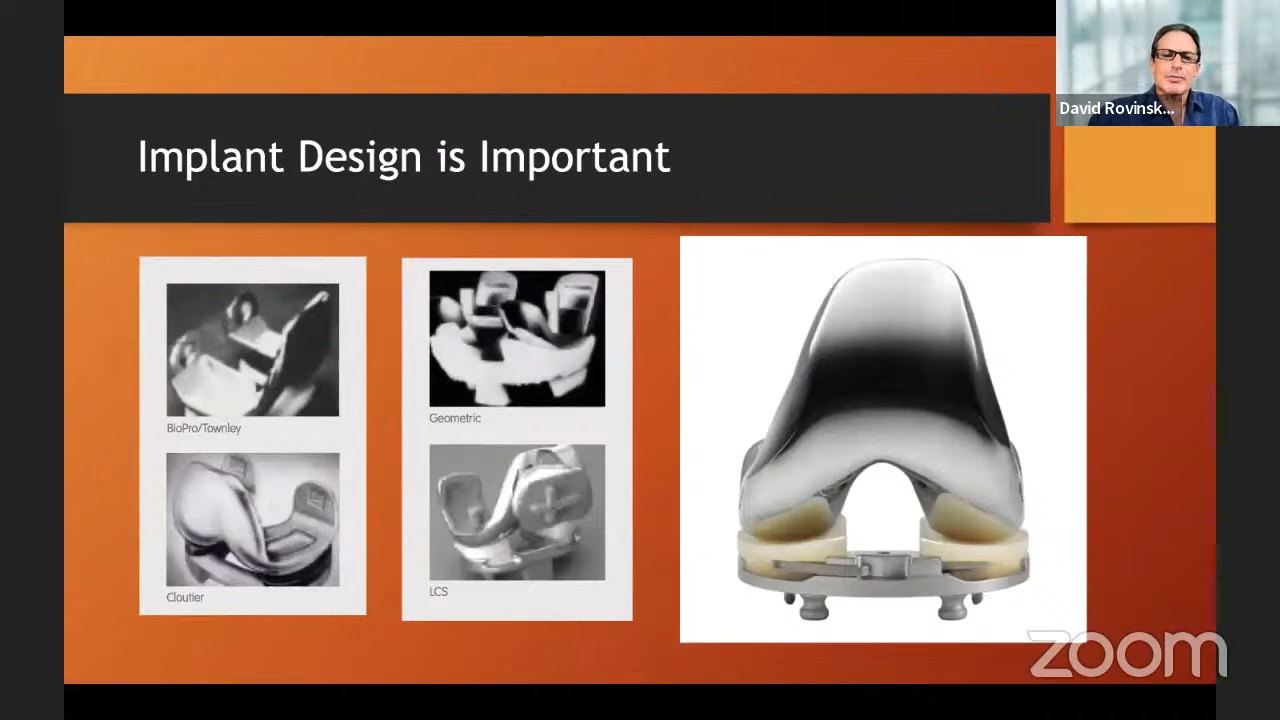 David Rovinsk...
Implant Design is Important
BioPro/Townley
Geometric
Cloutier
LCS
zoom